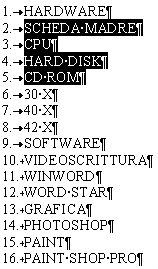 1.→HARDWARE¶
2.→SCHEDA·MADRE¶
3.→CPU¶
4.→HARD·DISK¶
5.→CD·ROM¶
6.→30·X¶
7.→40·X¶
8.→42·X¶
9.→SOFTWARE¶
10.→VIDEOSCRITTURA¶
11.→WINWORD¶
12.→WORD·STAR¶
13.→GRAFICA¶
14.→PHOTOSHOP¶
15.→PAINT¶
16.→PAINT·SHOP·PRO¶